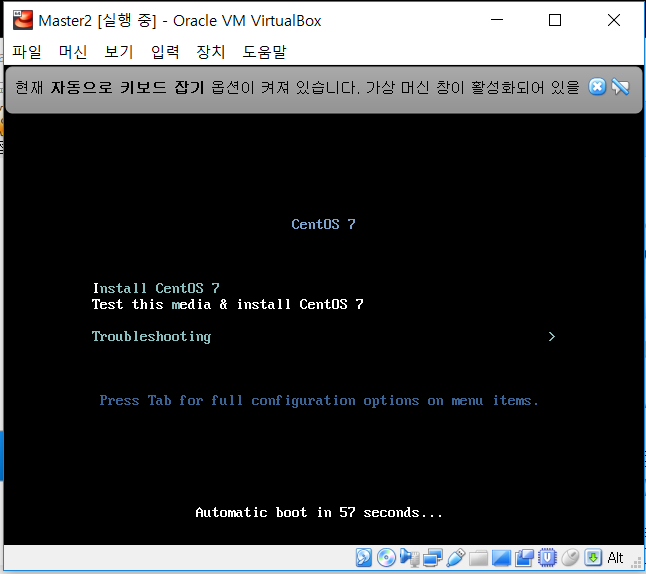 Master2 [실행 중] - Oracle VM VirtualBox
파일 머신 보기 입력 장치 도움말
현재 자동으로 키보드 잡기 옵션이 켜져 있습니다. 가상 머신 창이 활성화되어 있을
CentOS 7
Install CentOS 7
Test this media & install CentOS 7
Troubleshooting >
Press Tab for full configuration options on menu items.
Automatic boot in 57 seconds...
Alt